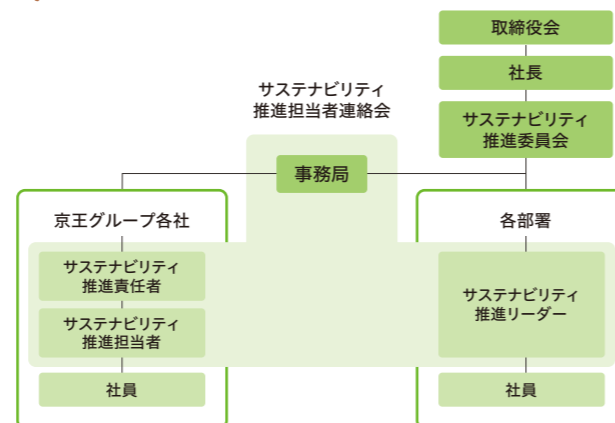 取締役会
社長
サステナビリティ
推進委員会
サステナビリティ
推進担当者連絡会
事務局
京王グループ各社
サステナビリティ
推進責任者
サステナビリティ
推進担当者
社員
各部署
サステナビリティ
推進リーダー
社員